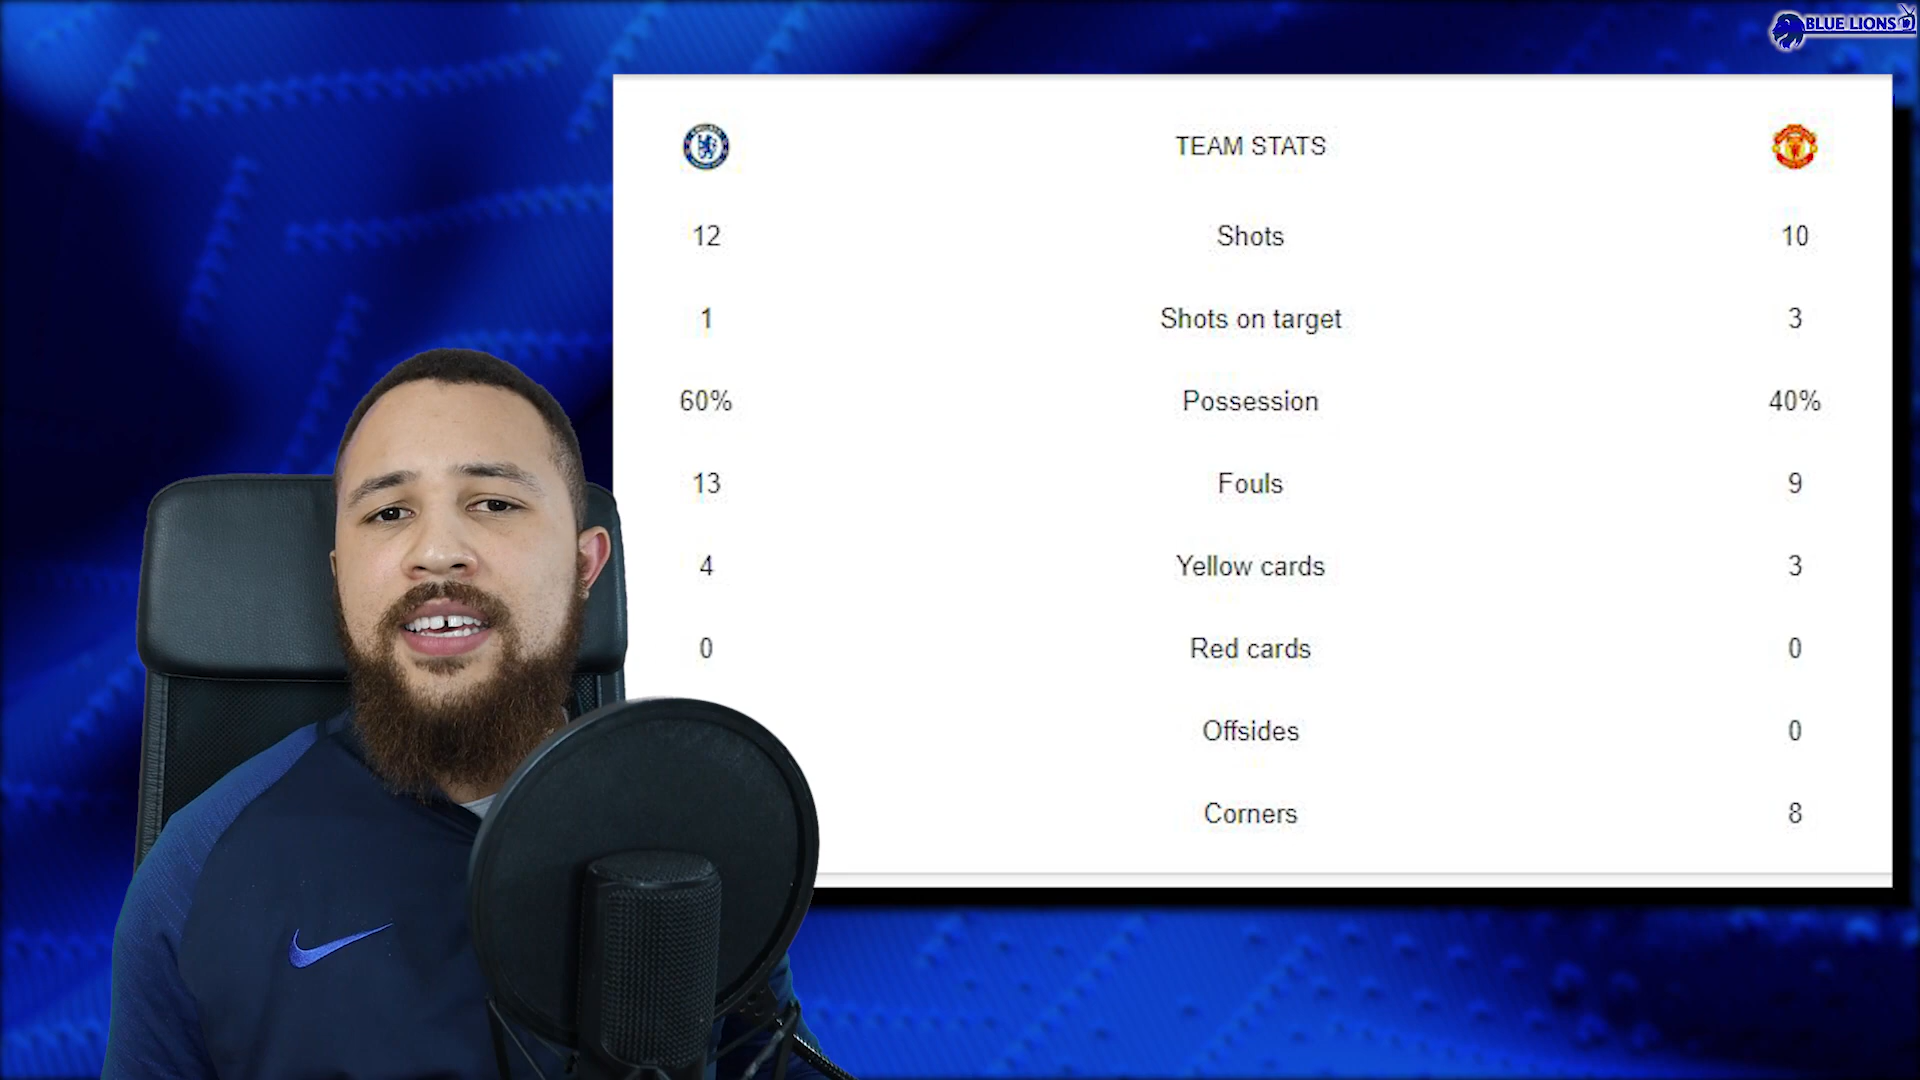 BLUE LIONS
TEAM STATS
12 Shots 10
1 Shots on target 3
60% Possession 40%
13 Fouls 9
4 Yellow cards 3
0 Red cards 0
Offsides 0
Corners 8